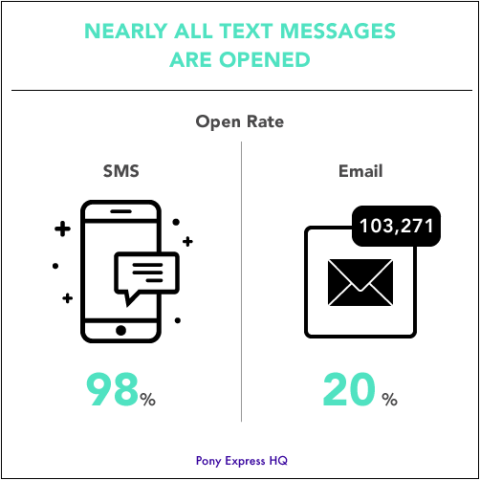 NEARLY ALL TEXT MESSAGES
ARE OPENED
Open Rate
SMS
Email
103,271
98%
20 %
Pony Express HQ